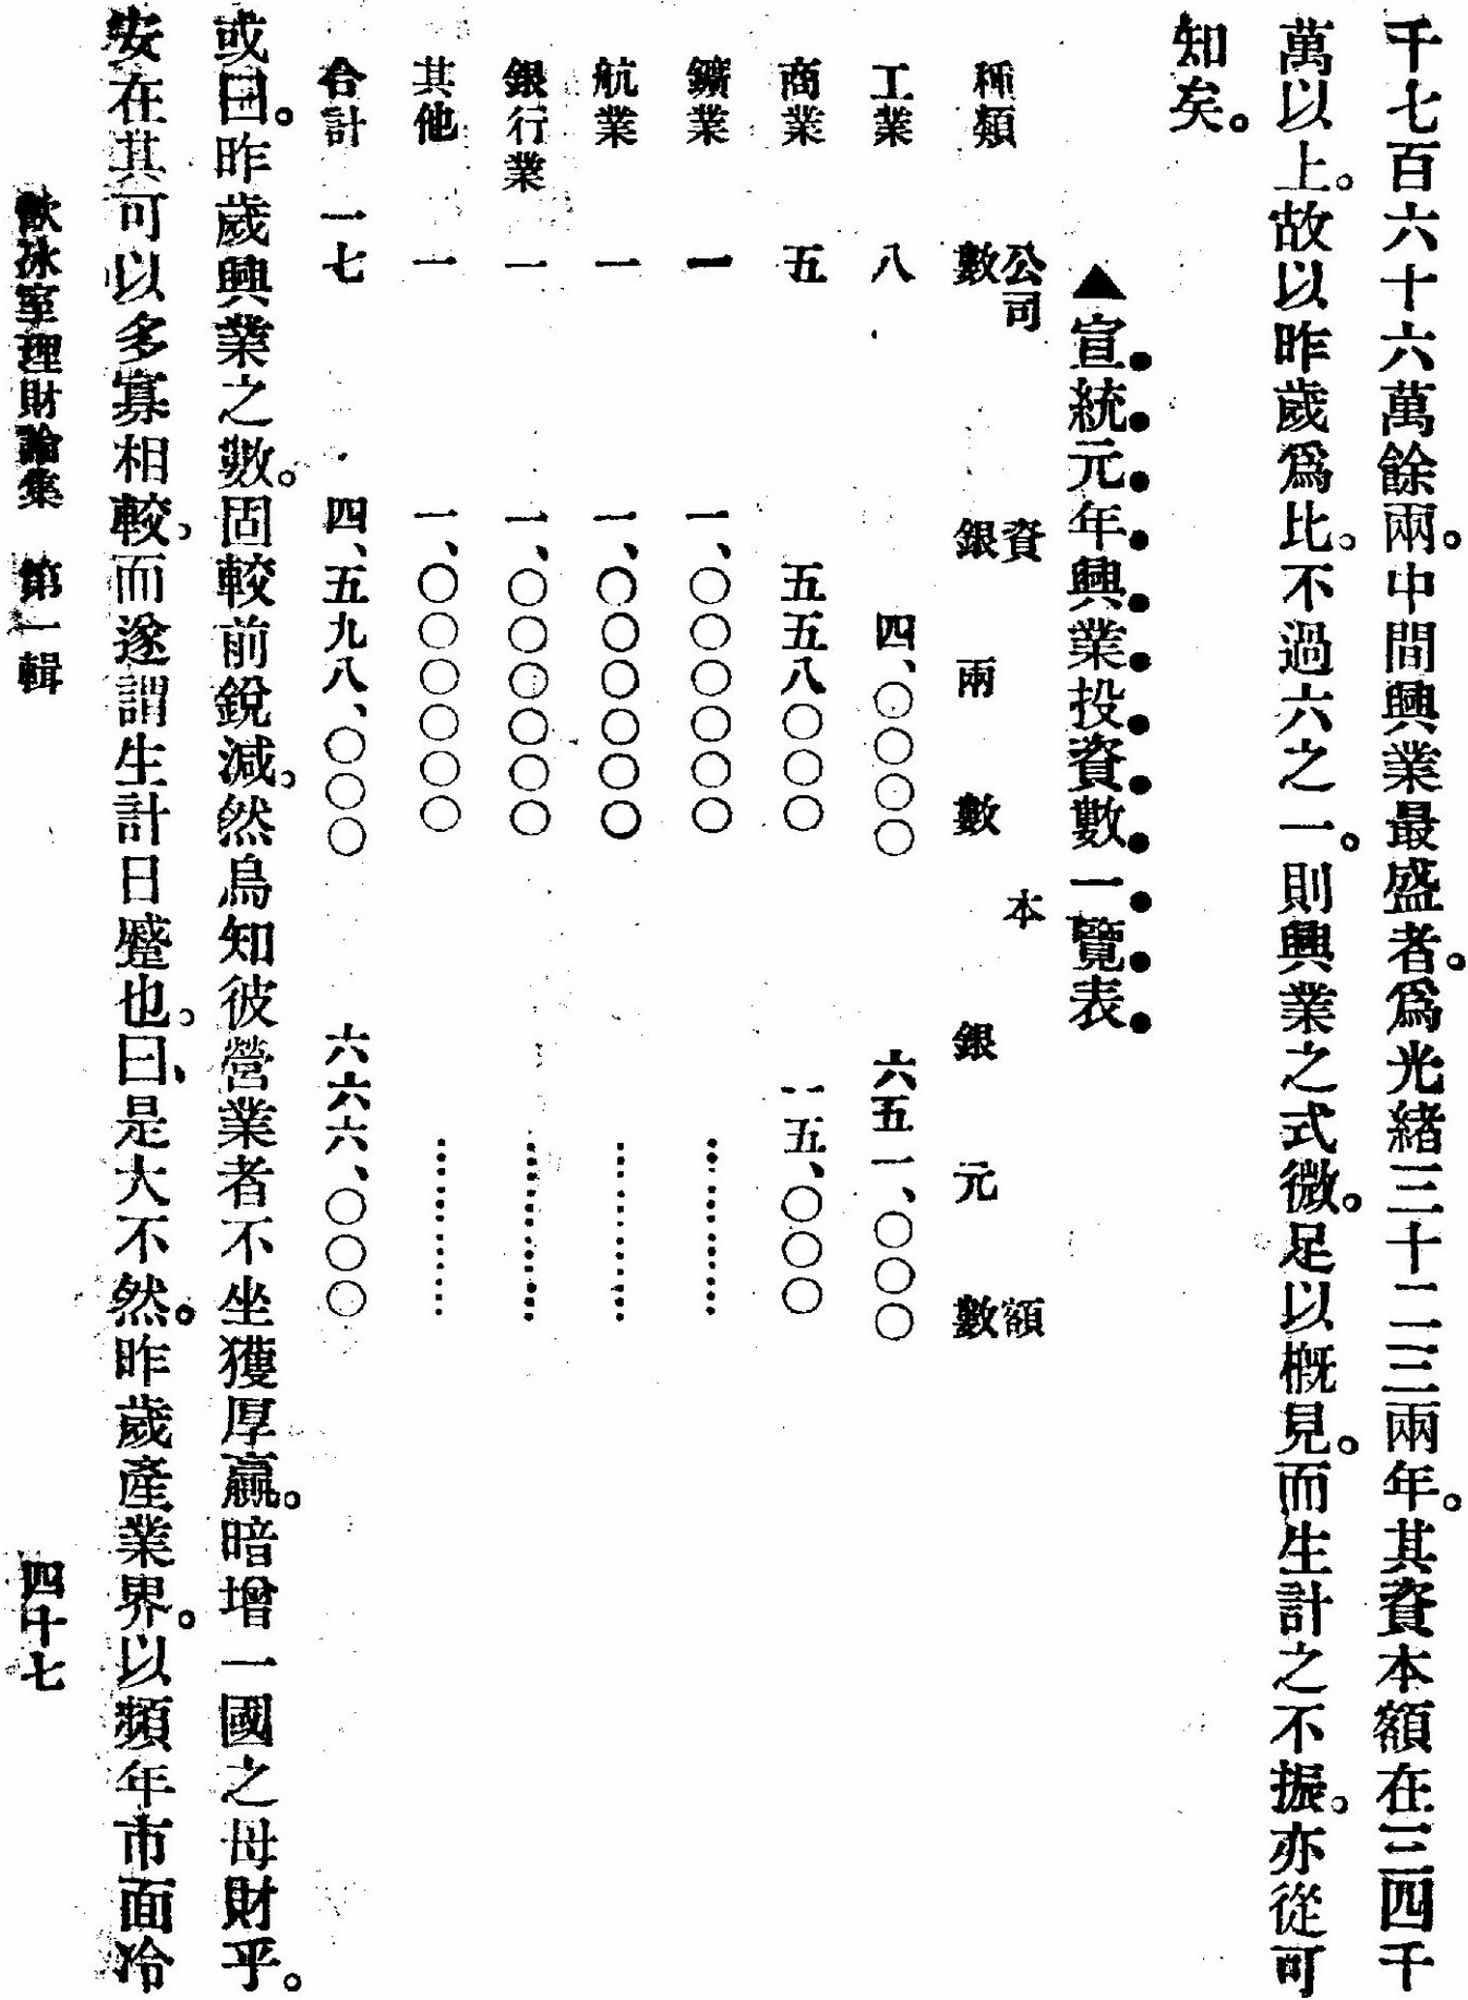 千七百六十六萬餘兩。中間興業最盛者。爲光緒三十二三兩年。其資本額在三四千
萬以上。故以昨歲爲比。不過六之一。則興業之式微。足以概見。而生計之不振。亦從可
知矣。
▲宣統元年興業投資數一覽表
種類 公司數 資本額 銀兩數 銀元數
工業 八 四、〇〇〇〇 六五一、〇〇〇
商業 五 五五八〇〇〇 一五、〇〇〇
鑛業 一 一、〇〇〇〇〇〇 ………
航業 一 一、〇〇〇〇〇〇 ………
銀行業 一 一、〇〇〇〇〇〇 ………
其他 一 一、〇〇〇〇〇〇 ………
合計 一七 四、五九八、〇〇〇 六六六、〇〇〇
或曰。昨歲興業之數。固較前銳減。然烏知彼營業者不坐獲厚贏。暗增一國之母財乎。
安在其可以多寡相較。而遂謂生計日蹙也。曰、是大不然。昨歲產業界。以頻年市面冷
飲冰室理財論集 第一輯 四十七